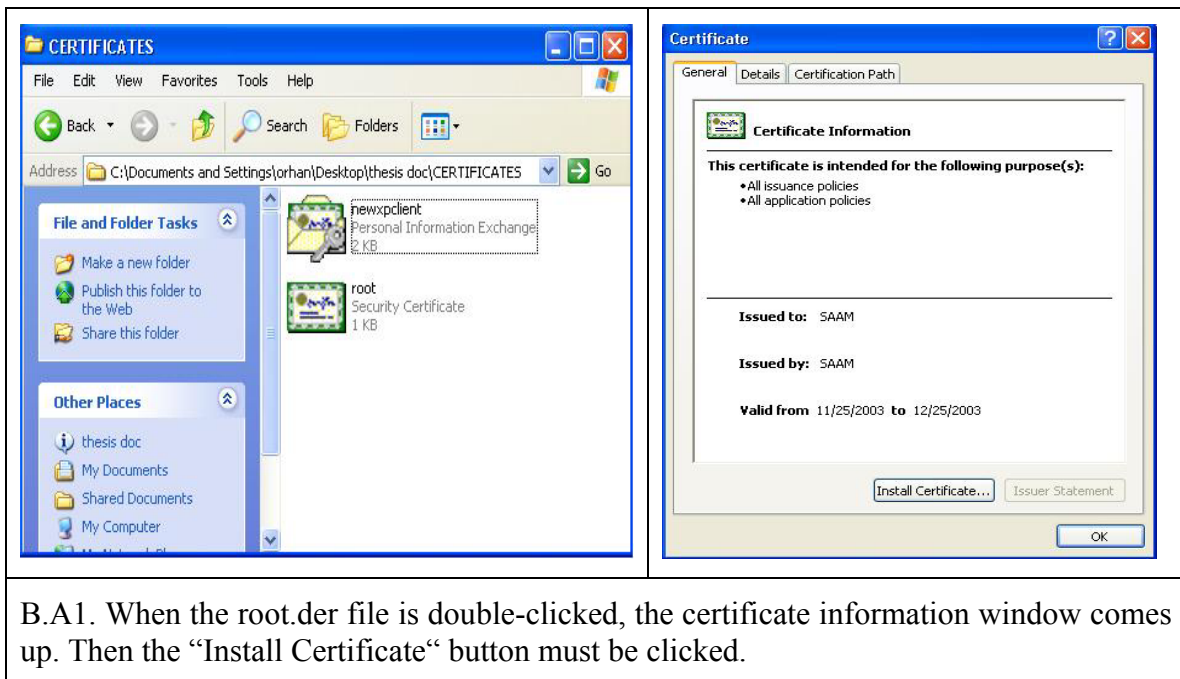 CERTIFICATES
File Edit View Favorites Tools Help
Back Search Folders
Address C:\Documents and Settings\orhan\Desktop\thesis doc\CERTIFICATES Go
File and Folder Tasks
Make a new folder
Publish this folder to
the Web
Share this folder
Other Places
thesis doc
My Documents
Shared Documents
My Computer
newxpclient
Personal Information Exchange
2 KB
root
Security Certificate
1 KB
Certificate
General Details Certification Path
Certificate Information
This certificate is intended for the following purpose(s):
•All issuance policies
•All application policies
Issued to: SAAM
Issued by: SAAM
Valid from 11/25/2003 to 12/25/2003
Install Certificate... Issuer Statement
OK
B.A1. When the root.der file is double-clicked, the certificate information window comes
up. Then the “Install Certificate“ button must be clicked.